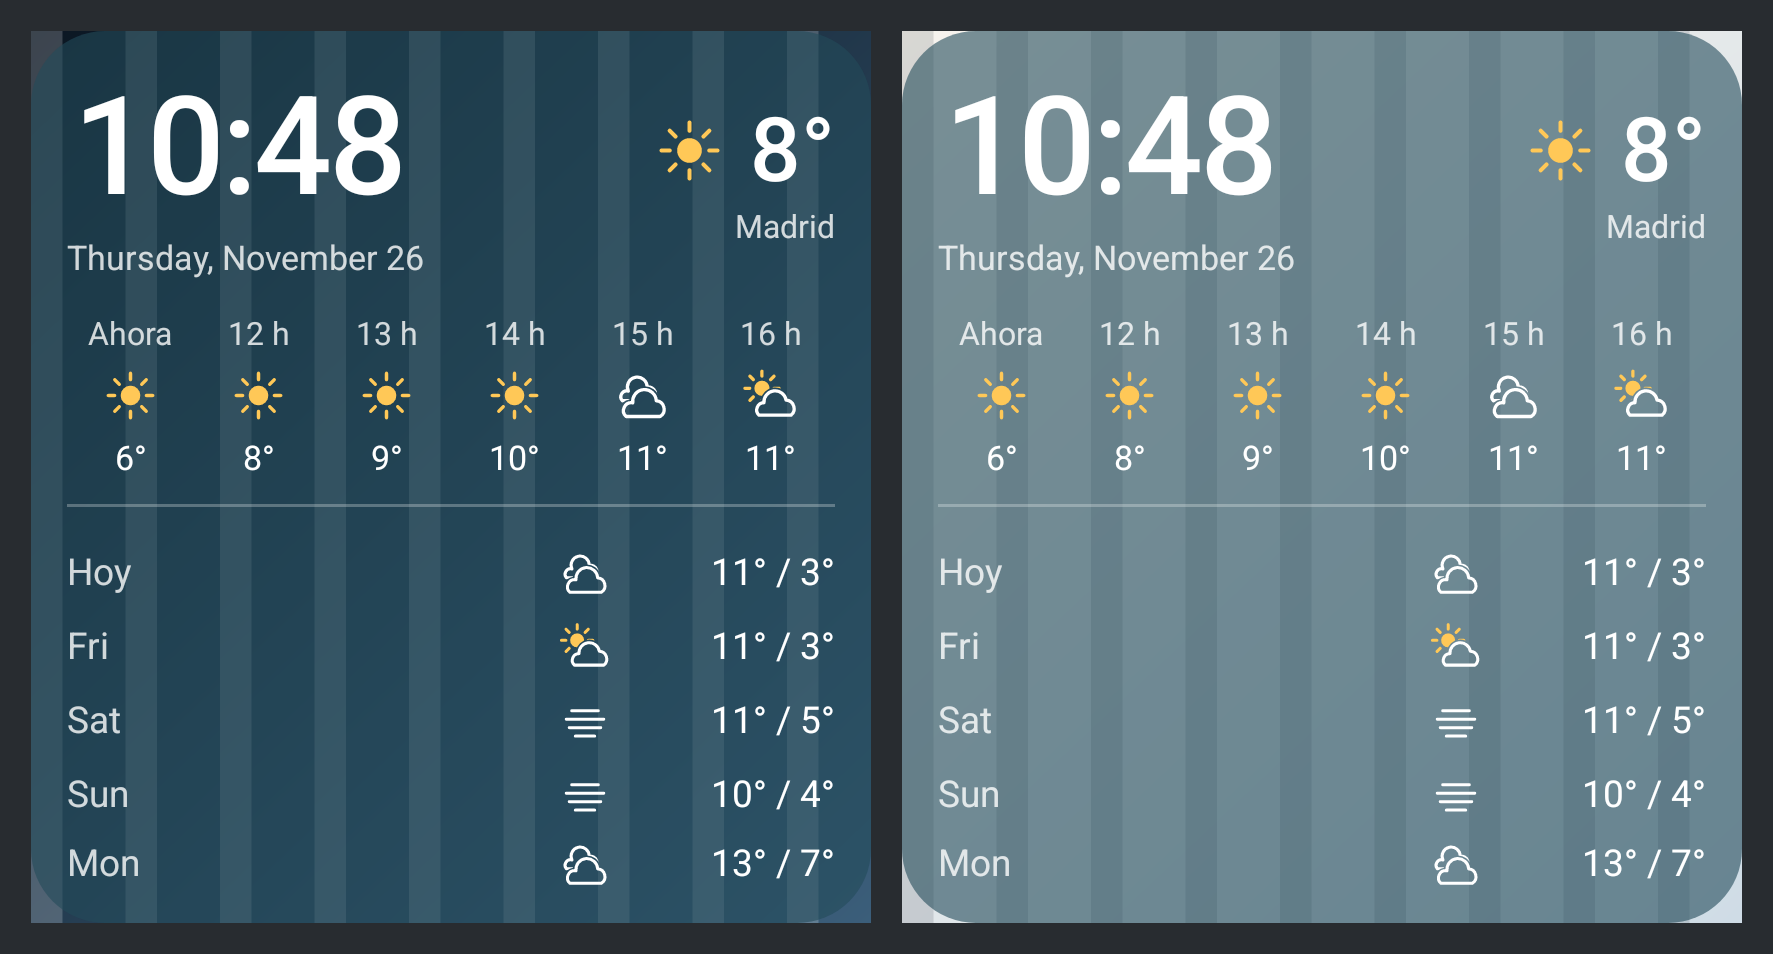 10:48
8°
Madrid
Thursday, November 26
Ahora 12 h 13 h 14 h 15 h 16 h
6° 8° 9° 10° 11° 11°
Hoy 11° / 3°
Fri 11° / 3°
Sat 11° / 5°
Sun 10° / 4°
Mon 13° / 7°
10:48
8°
Madrid
Thursday, November 26
Ahora 12 h 13 h 14 h 15 h 16 h
6° 8° 9° 10° 11° 11°
Hoy 11° / 3°
Fri 11° / 3°
Sat 11° / 5°
Sun 10° / 4°
Mon 13° / 7°